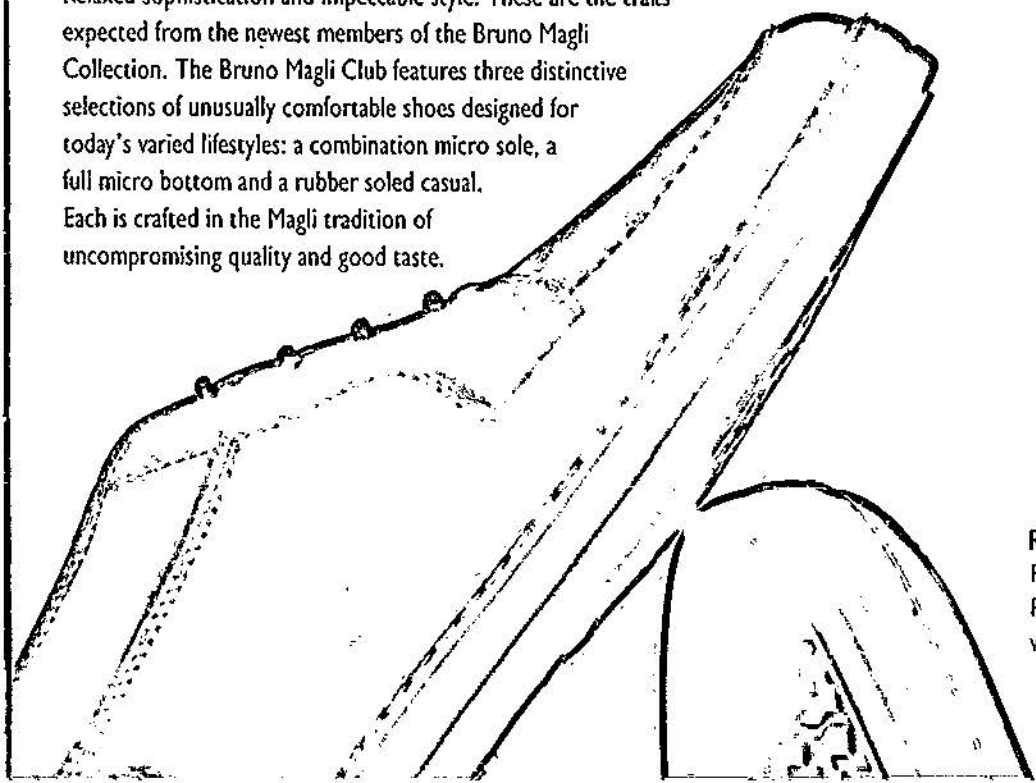 Relaxed sophistication and impeccable style. These are the traits
expected from the newest members of the Bruno Magli
Collection. The Bruno Magli Club features three distinctive
selections of unusually comfortable shoes designed for
today's varied lifestyles: a combination micro sole, a
full micro bottom and a rubber soled casual.
Each is crafted in the Magli tradition of
uncompromising quality and good taste.